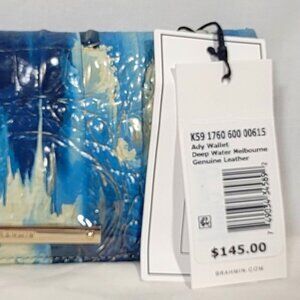 K59 1760 600 00615
Ady Wallet
Deep Water Melbourne
Genuine Leather
$145.00
BRAHMIN.COM